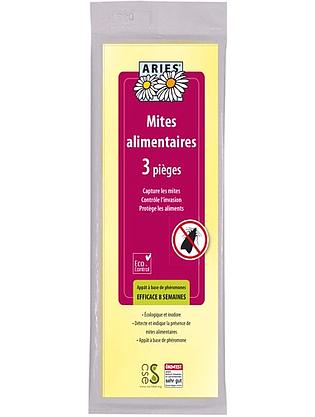 ARIES
Mites
alimentaires
3 pièges
Capture les mites
Contrôle l'invasion
Protège les aliments
Eco
Control
Appât à base de phéromones
EFFICACE 8 SEMAINES
• Écologique et inodore
• Détecte et indique la présence de
mites alimentaires
• Appât à base de phéromone
CSE
ÖKO-TEST
sehr gut